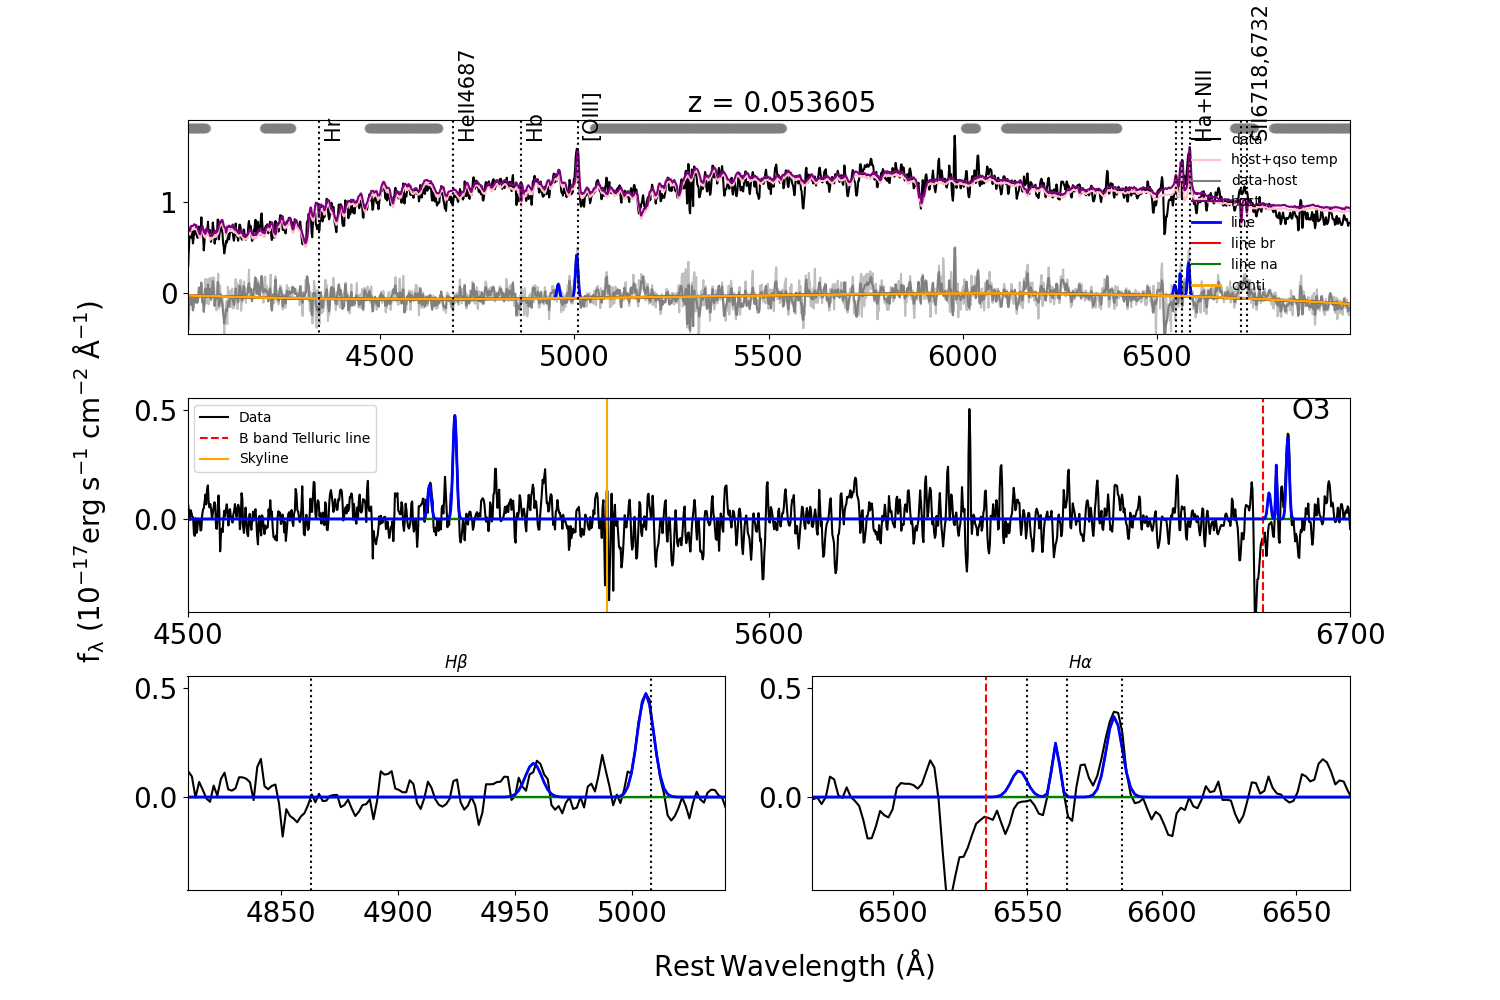 z = 0.053605
Hr
HeII4687
Hb
[OIII]
Ha+NII
SII6718,6732
data
host+qso temp
data-host
host
line
line br
line na
conti
1
0
4500 5000 5500 6000 6500
fλ (10⁻¹⁷erg s⁻¹ cm⁻² Å⁻¹)
Data
B band Telluric line
Skyline
O3
0.5
0.0
4500 5600 6700
Hβ
0.5
0.0
4850 4900 4950 5000
Hα
0.5
0.0
6500 6550 6600 6650
Rest Wavelength (Å)